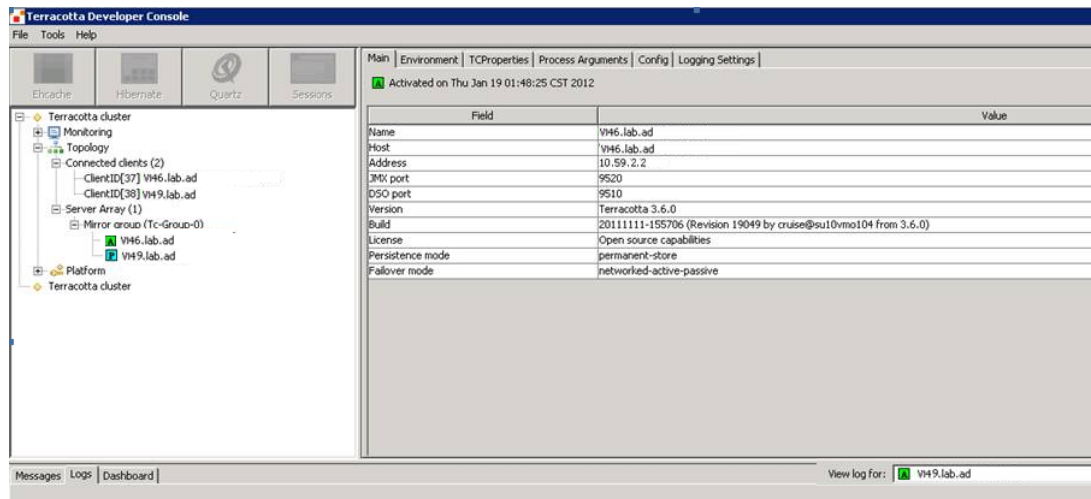 Terracotta Developer Console
File Tools Help
Ehcache Hibernate Quartz Sessions
Terracotta cluster
Monitoring
Topology
Connected clients (2)
ClientID[37] VI46.lab.ad
ClientID[38] VI49.lab.ad
Server Array (1)
Mirror group (Tc-Group-0)
A VI46.lab.ad
P VI49.lab.ad
Platform
Terracotta cluster
Main Environment TCProperties Process Arguments Config Logging Settings
A Activated on Thu Jan 19 01:48:25 CST 2012
Field Value
Name VI46.lab.ad
Host VI46.lab.ad
Address 10.59.2.2
JMX port 9520
DSO port 9510
Version Terracotta 3.6.0
Build 20111111-155706 (Revision 19049 by cruise@su10vmo104 from 3.6.0)
License Open source capabilities
Persistence mode permanent-store
Failover mode networked-active-passive
Messages Logs Dashboard View log for: A VI49.lab.ad